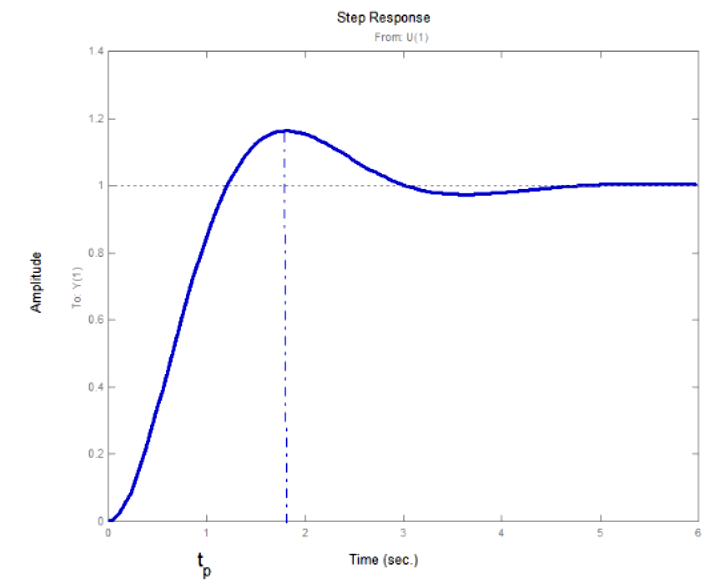 Step Response
From: U(1)
1.4
1.2
1
0.8
0.6
0.4
0.2
0
Amplitude
To: Y(1)
0 1 2 3 4 5 6
tp
Time (sec.)